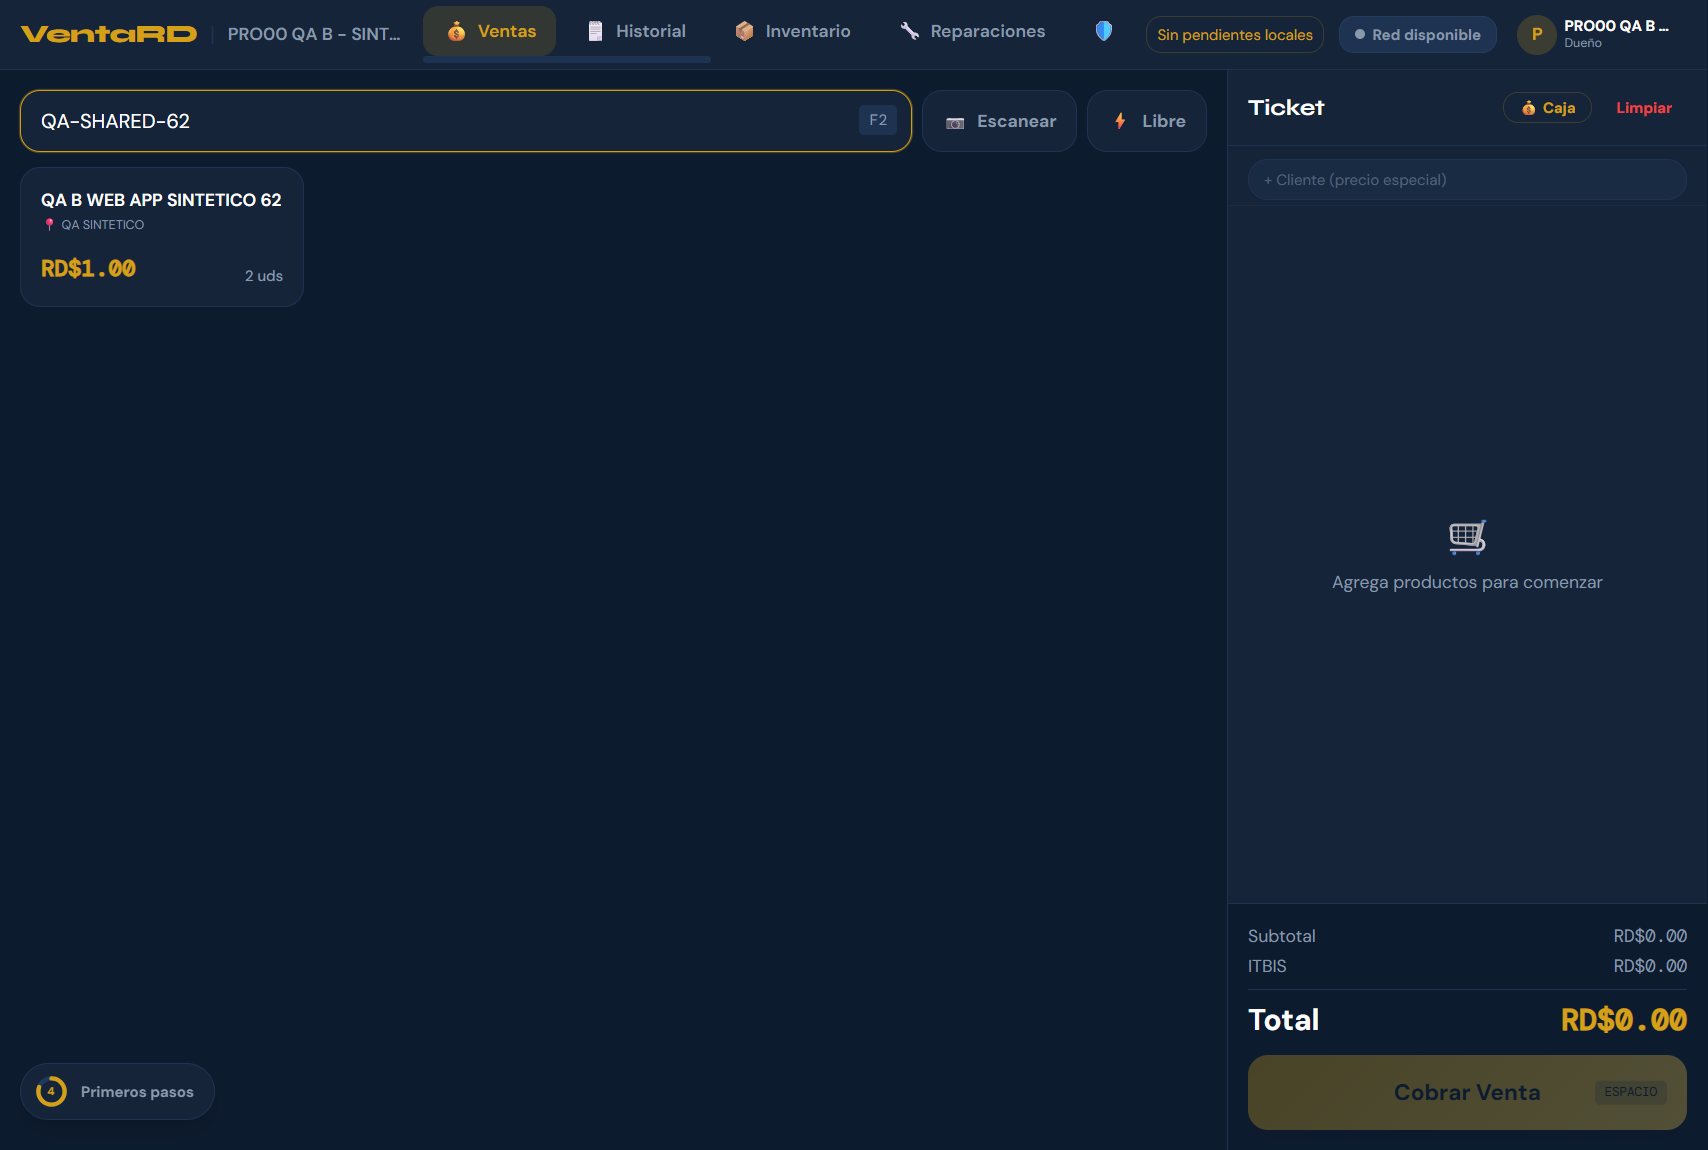 VentaRD
PRO00 QA B - SINT...
Ventas
Historial
Inventario
Reparaciones
Sin pendientes locales
Red disponible
P
PRO00 QA B ...
Dueño
QA-SHARED-62
F2
Escanear
Libre
QA B WEB APP SINTETICO 62
QA SINTETICO
RD$1.00
2 uds
Ticket
Caja
Limpiar
+ Cliente (precio especial)
Agrega productos para comenzar
Subtotal
RD$0.00
ITBIS
RD$0.00
Total
RD$0.00
Cobrar Venta
ESPACIO
4
Primeros pasos